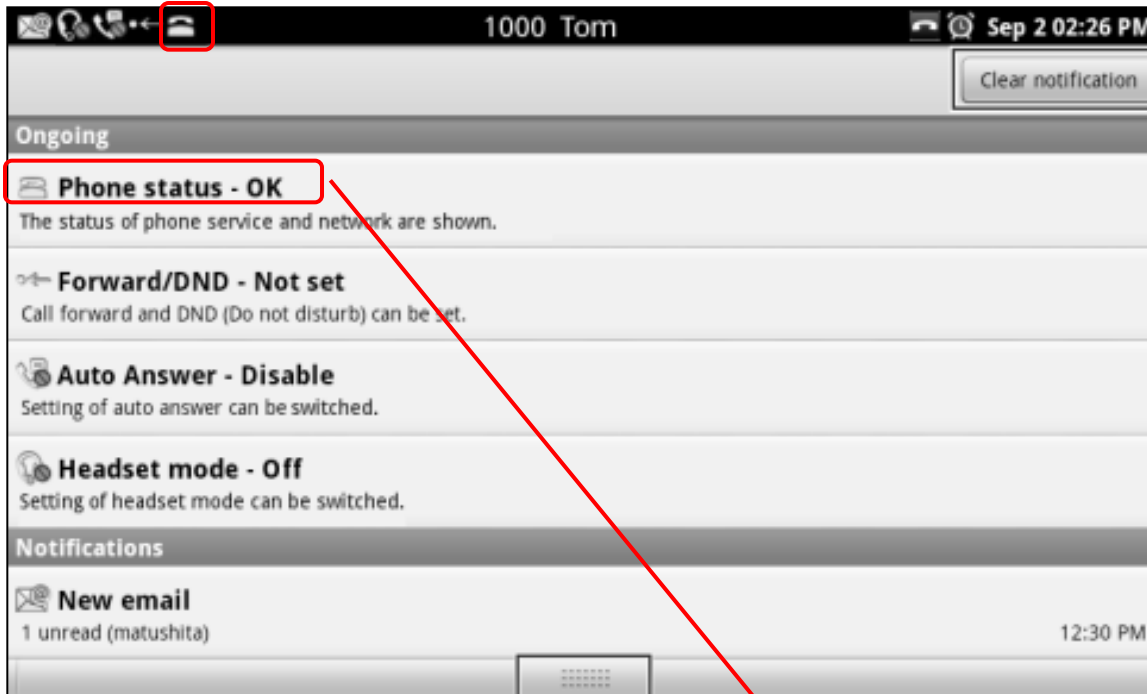 1000 Tom
Sep 2 02:26 PM
Clear notification
Ongoing
Phone status - OK
The status of phone service and network are shown.
Forward/DND - Not set
Call forward and DND (Do not disturb) can be set.
Auto Answer - Disable
Setting of auto answer can be switched.
Headset mode - Off
Setting of headset mode can be switched.
Notifications
New email
1 unread (matushita)
12:30 PM